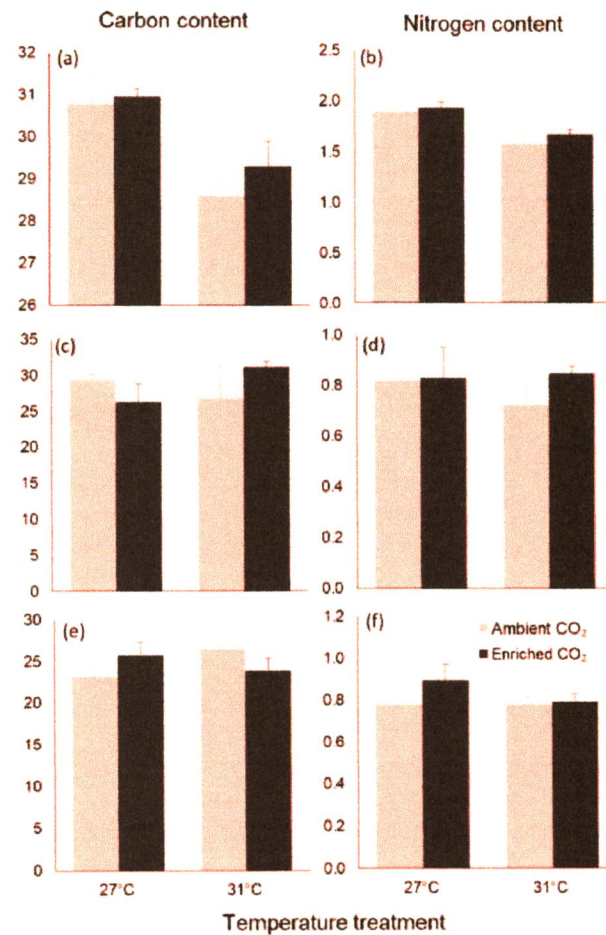 Carbon content
Nitrogen content
(a)
32
31
30
29
28
27
26
(b)
2.5
2.0
1.5
1.0
0.5
0.0
(c)
35
30
25
20
15
10
5
0
(d)
1.0
0.8
0.6
0.4
0.2
0.0
(e)
30
25
20
15
10
5
0
27°C
31°C
(f)
1.2
1.0
0.8
0.6
0.4
0.2
0.0
Ambient CO₂
Enriched CO₂
27°C
31°C
Temperature treatment